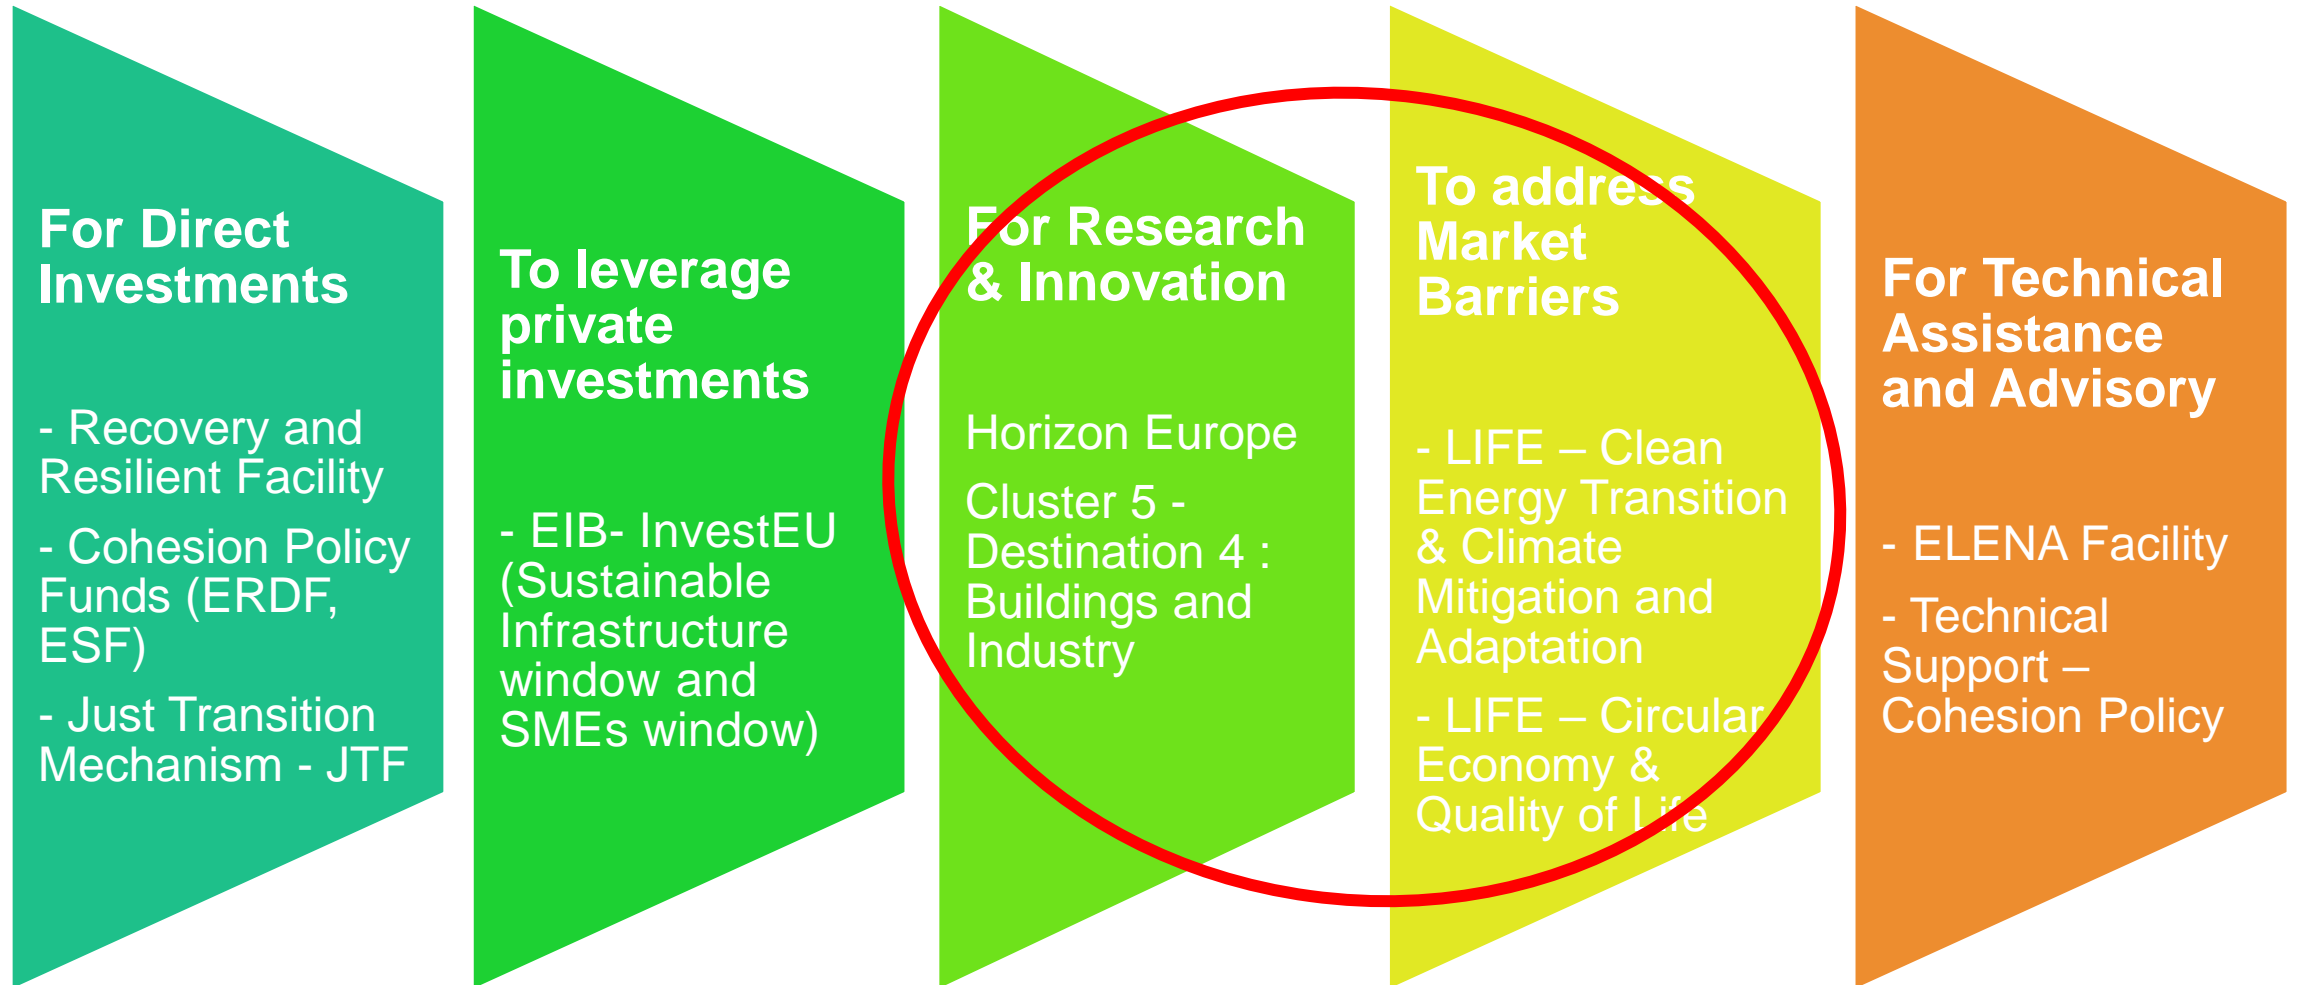 For Direct
Investments
- Recovery and
Resilient Facility
- Cohesion Policy
Funds (ERDF,
ESF)
- Just Transition
Mechanism - JTF
To leverage
private
investments
- EIB- InvestEU
(Sustainable
Infrastructure
window and
SMEs window)
For Research
& Innovation
Horizon Europe
Cluster 5 -
Destination 4 :
Buildings and
Industry
To address
Market
Barriers
- LIFE – Clean
Energy Transition
& Climate
Mitigation and
Adaptation
- LIFE – Circular
Economy &
Quality of Life
For Technical
Assistance
and Advisory
- ELENA Facility
- Technical
Support –
Cohesion Policy